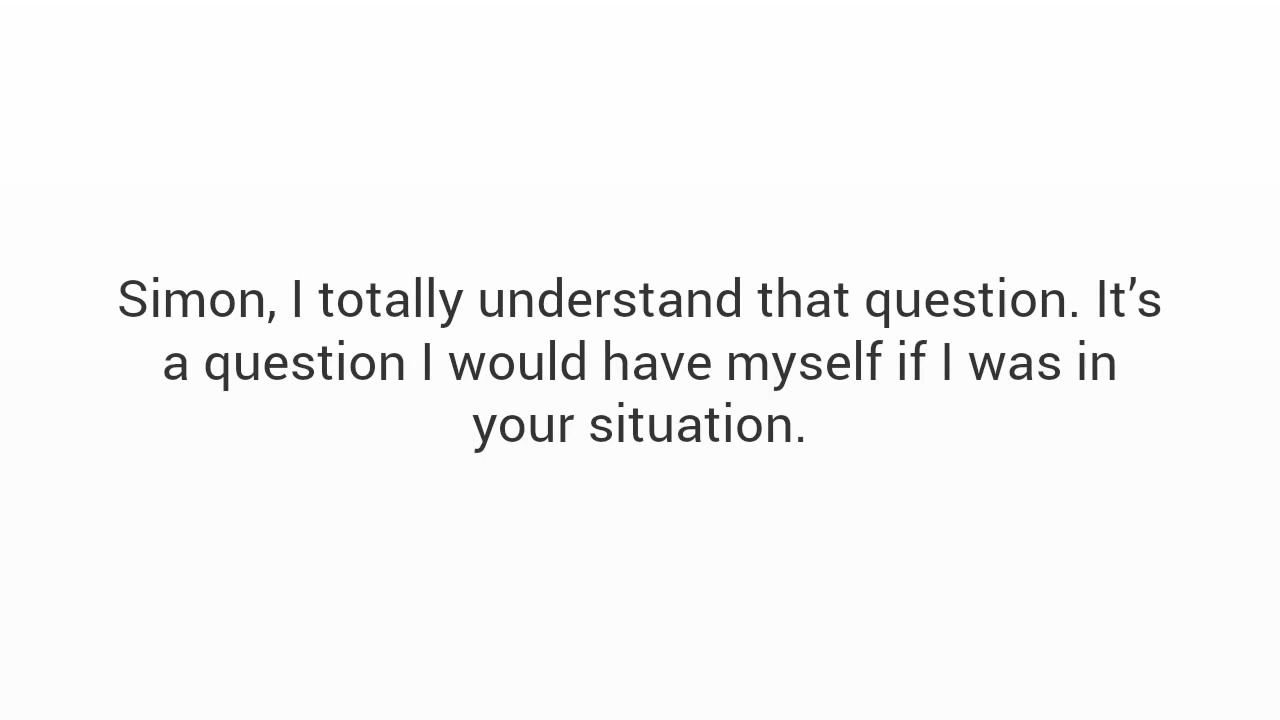 Simon, I totally understand that question. It’s
a question I would have myself if I was in
your situation.